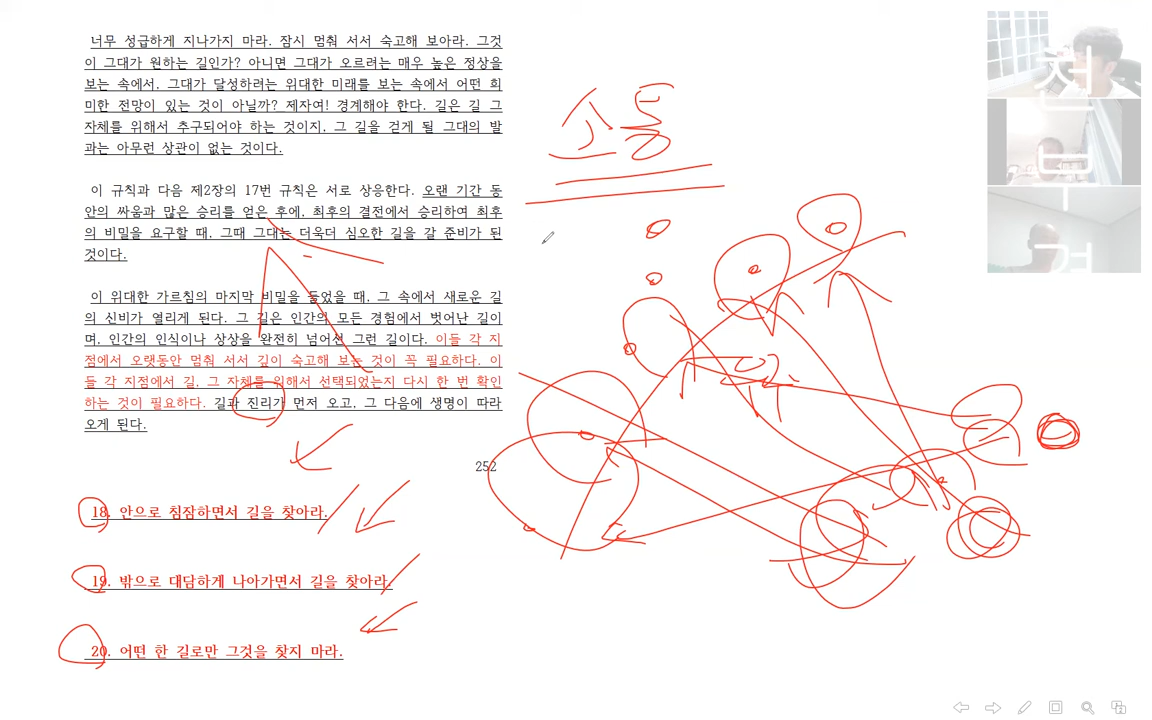 너무 성급하게 지나가지 마라. 잠시 멈춰 서서 숙고해 보아라. 그것
이 그대가 원하는 길인가? 아니면 그대가 오르려는 매우 높은 정상을
보는 속에서, 그대가 달성하려는 위대한 미래를 보는 속에서 어떤 희
미한 전망이 있는 것이 아닐까? 제자여! 경계해야 한다. 길은 길 그
자체를 위해서 추구되어야 하는 것이지, 그 길을 걷게 될 그대의 발
과는 아무런 상관이 없는 것이다.
이 규칙과 다음 제2장의 17번 규칙은 서로 상응한다. 오랜 기간 동
안의 싸움과 많은 승리를 얻은 후에, 최후의 결전에서 승리하여 최후
의 비밀을 요구할 때, 그때 그대는 더욱더 심오한 길을 갈 준비가 된
것이다.
이 위대한 가르침의 마지막 비밀을 들었을 때, 그 속에서 새로운 길
의 신비가 열리게 된다. 그 길은 인간의 모든 경험에서 벗어난 길이
며, 인간의 인식이나 상상을 완전히 넘어선 그런 길이다. 이들 각 지
점에서 오랫동안 멈춰 서서 깊이 숙고해 보는 것이 꼭 필요하다. 이
들 각 지점에서 길, 그 자체를 위해서 선택되었는지 다시 한 번 확인
하는 것이 필요하다. 길과 진리가 먼저 오고, 그 다음에 생명이 따라
오게 된다.
252
18. 안으로 침잠하면서 길을 찾아라.
19. 밖으로 대담하게 나아가면서 길을 찾아라.
20. 어떤 한 길로만 그것을 찾지 마라.
소통